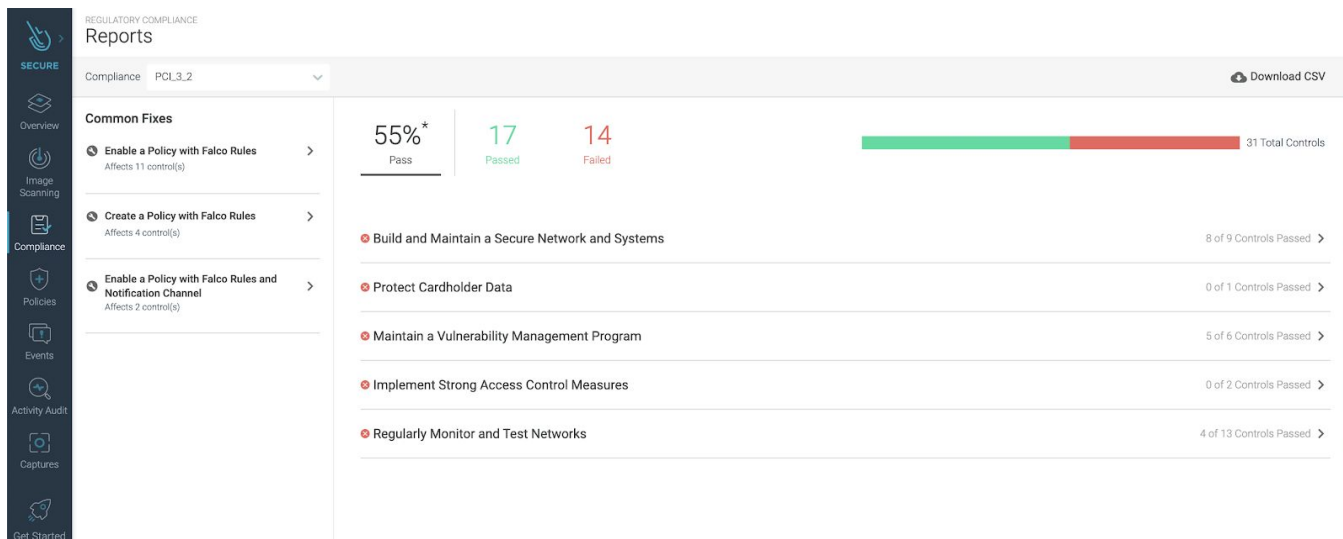 SECURE
Overview
Image
Scanning
Compliance
Policies
Events
Activity Audit
Captures
Get Started
REGULATORY COMPLIANCE
Reports
Compliance PCI_3_2
Download CSV
Common Fixes
Enable a Policy with Falco Rules
Affects 11 control(s)
Create a Policy with Falco Rules
Affects 4 control(s)
Enable a Policy with Falco Rules and
Notification Channel
Affects 2 control(s)
55%*
Pass
17
Passed
14
Failed
31 Total Controls
Build and Maintain a Secure Network and Systems 8 of 9 Controls Passed
Protect Cardholder Data 0 of 1 Controls Passed
Maintain a Vulnerability Management Program 5 of 6 Controls Passed
Implement Strong Access Control Measures 0 of 2 Controls Passed
Regularly Monitor and Test Networks 4 of 13 Controls Passed